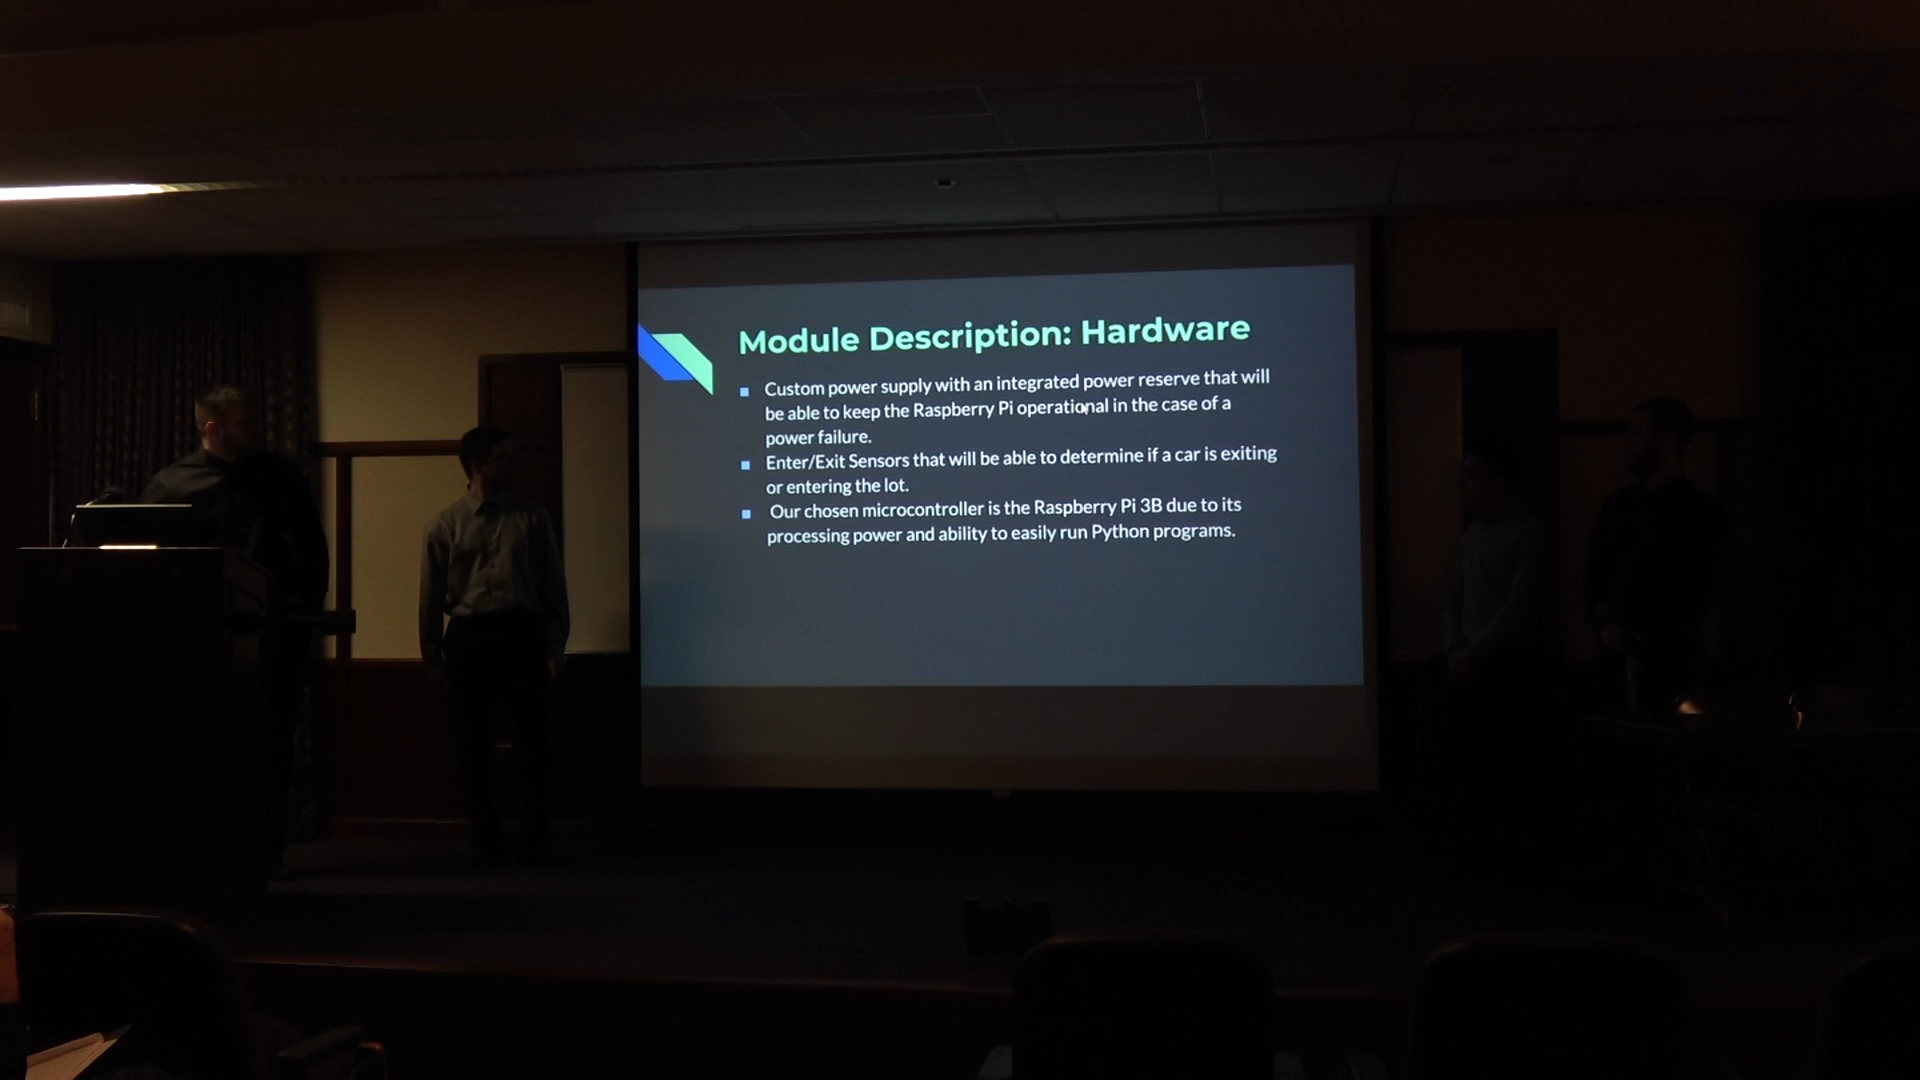 Module Description: Hardware
Custom power supply with an integrated power reserve that will
be able to keep the Raspberry Pi operational in the case of a
power failure.
Enter/Exit Sensors that will be able to determine if a car is exiting
or entering the lot.
Our chosen microcontroller is the Raspberry Pi 3B due to its
processing power and ability to easily run Python programs.